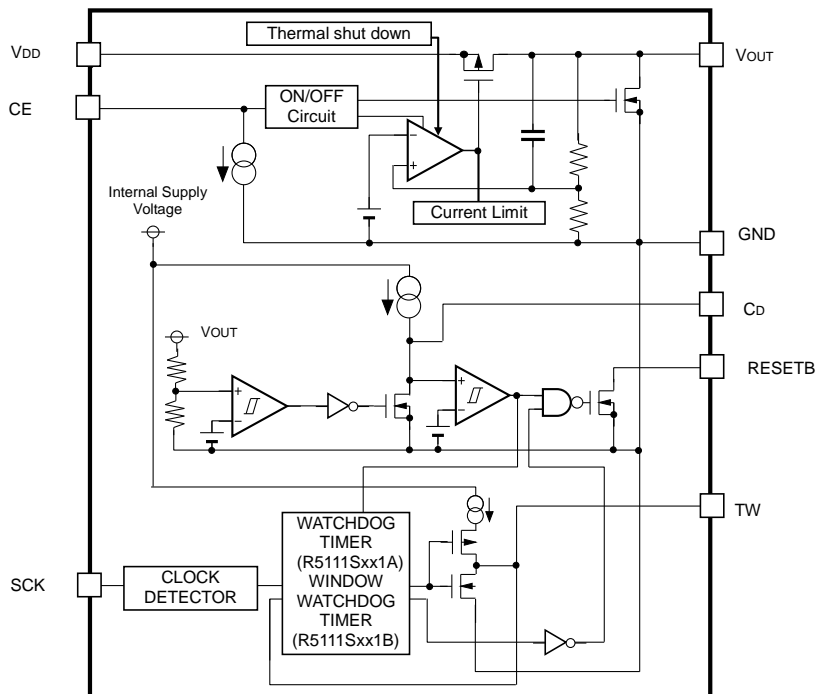 Thermal shut down
VDD
VOUT
CE
ON/OFF
Circuit
−
+
Internal Supply
Voltage
Current Limit
GND
CD
VOUT
RESETB
+
−
+
−
TW
WATCHDOG
TIMER
(R5111Sxx1A)
WINDOW
WATCHDOG
TIMER
(R5111Sxx1B)
SCK
CLOCK
DETECTOR